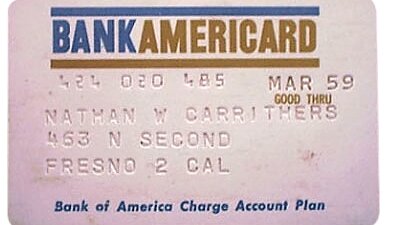 BANKAMERICARD
424 020 485 MAR 59
GOOD THRU
NATHAN W CARRITHERS
463 N SECOND
FRESNO 2 CAL
Bank of America Charge Account Plan